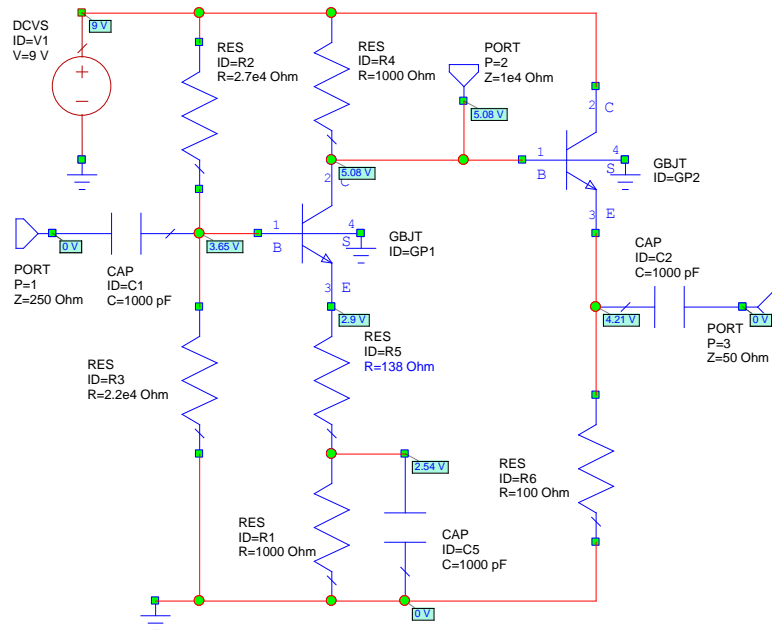 DCVS
ID=V1
V=9 V
9 V
RES
ID=R2
R=2.7e4 Ohm
RES
ID=R4
R=1000 Ohm
PORT
P=2
Z=1e4 Ohm
5.08 V
5.08 V
2
C
1
B
4
S
3
E
GBJT
ID=GP2
2
C
1
B
4
S
3
E
GBJT
ID=GP1
0 V
3.65 V
PORT
P=1
Z=250 Ohm
CAP
ID=C1
C=1000 pF
CAP
ID=C2
C=1000 pF
4.21 V
0 V
PORT
P=3
Z=50 Ohm
2.9 V
RES
ID=R5
R=138 Ohm
RES
ID=R3
R=2.2e4 Ohm
2.54 V
RES
ID=R6
R=100 Ohm
RES
ID=R1
R=1000 Ohm
CAP
ID=C5
C=1000 pF
0 V